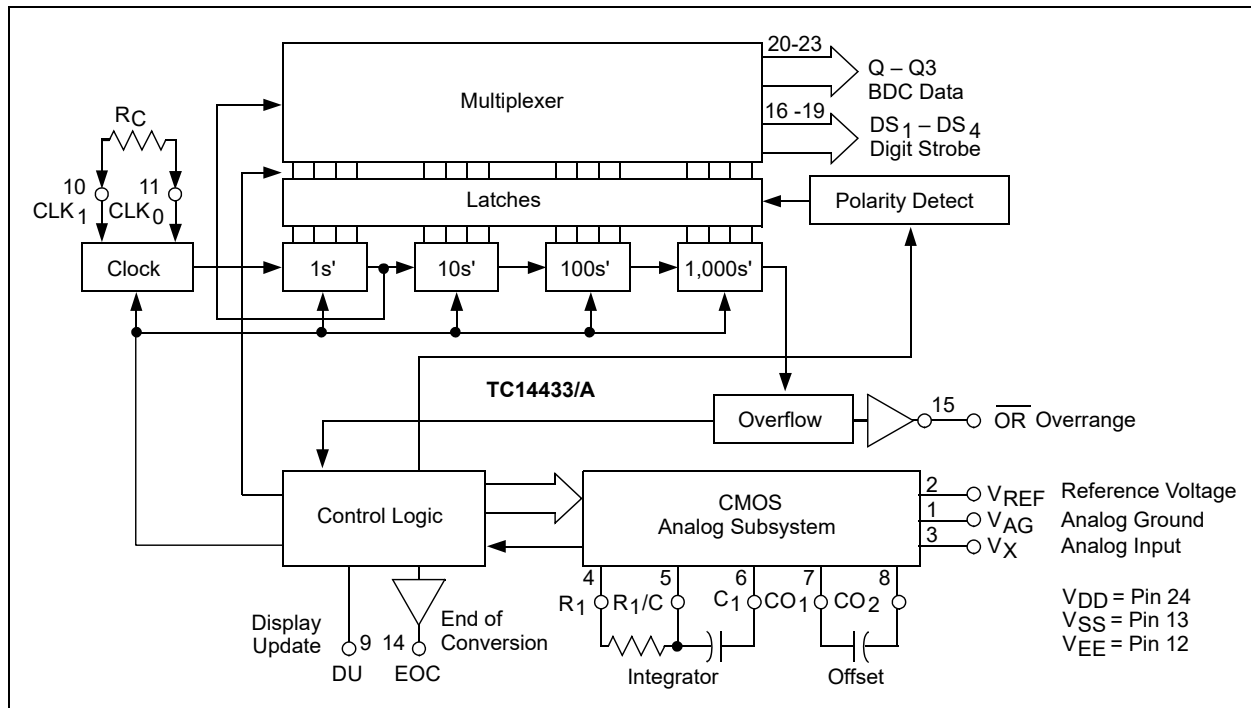 20-23
Q – Q3
BDC Data
Multiplexer
16 -19
DS1 – DS4
Digit Strobe
RC
10
11
CLK1
CLK0
Latches
Polarity Detect
Clock
1s'
10s'
100s'
1,000s'
TC14433/A
Overflow
15
OR Overrange
Control Logic
CMOS
Analog Subsystem
2
VREF
Reference Voltage
1
VAG
Analog Ground
3
VX
Analog Input
4
5
6
7
8
R1
R1/C
C1
CO1
CO2
VDD = Pin 24
VSS = Pin 13
VEE = Pin 12
Display
Update
9
DU
14
EOC
End of
Conversion
Integrator
Offset